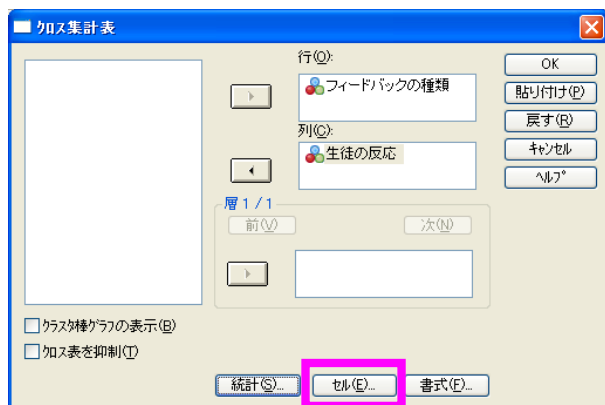 クロス集計表
行(O):
フィードバックの種類
列(C):
生徒の反応
層1/1
前(V)
次(N)
OK
貼り付け(P)
戻す(R)
キャンセル
ヘルプ
クラスタ棒グラフの表示(B)
クロス表を抑制(T)
統計(S)...
セル(E)...
書式(F)...